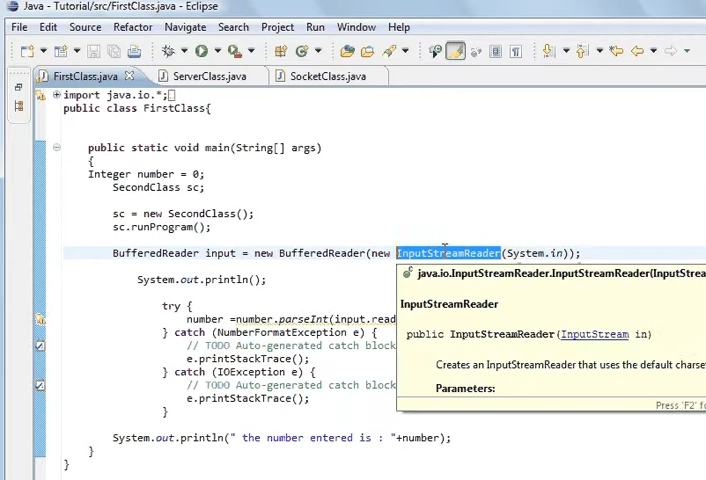 Java - Tutorial/src/FirstClass.java - Eclipse
File Edit Source Refactor Navigate Search Project Run Window Help
FirstClass.java ServerClass.java SocketClass.java
import java.io.*;
public class FirstClass{
public static void main(String[] args)
{
Integer number = 0;
SecondClass sc;
sc = new SecondClass();
sc.runProgram();
BufferedReader input = new BufferedReader(new InputStreamReader(System.in));
java.io.InputStreamReader.InputStreamReader(InputStrea
System.out.println();
InputStreamReader
try {
number =number.parseInt(input.read
public InputStreamReader(InputStream in)
} catch (NumberFormatException e) {
// TODO Auto-generated catch block
e.printStackTrace();
Creates an InputStreamReader that uses the default charse
} catch (IOException e) {
// TODO Auto-generated catch block
Parameters:
e.printStackTrace();
Press 'F2' fo
}
System.out.println(" the number entered is : "+number);
}
}